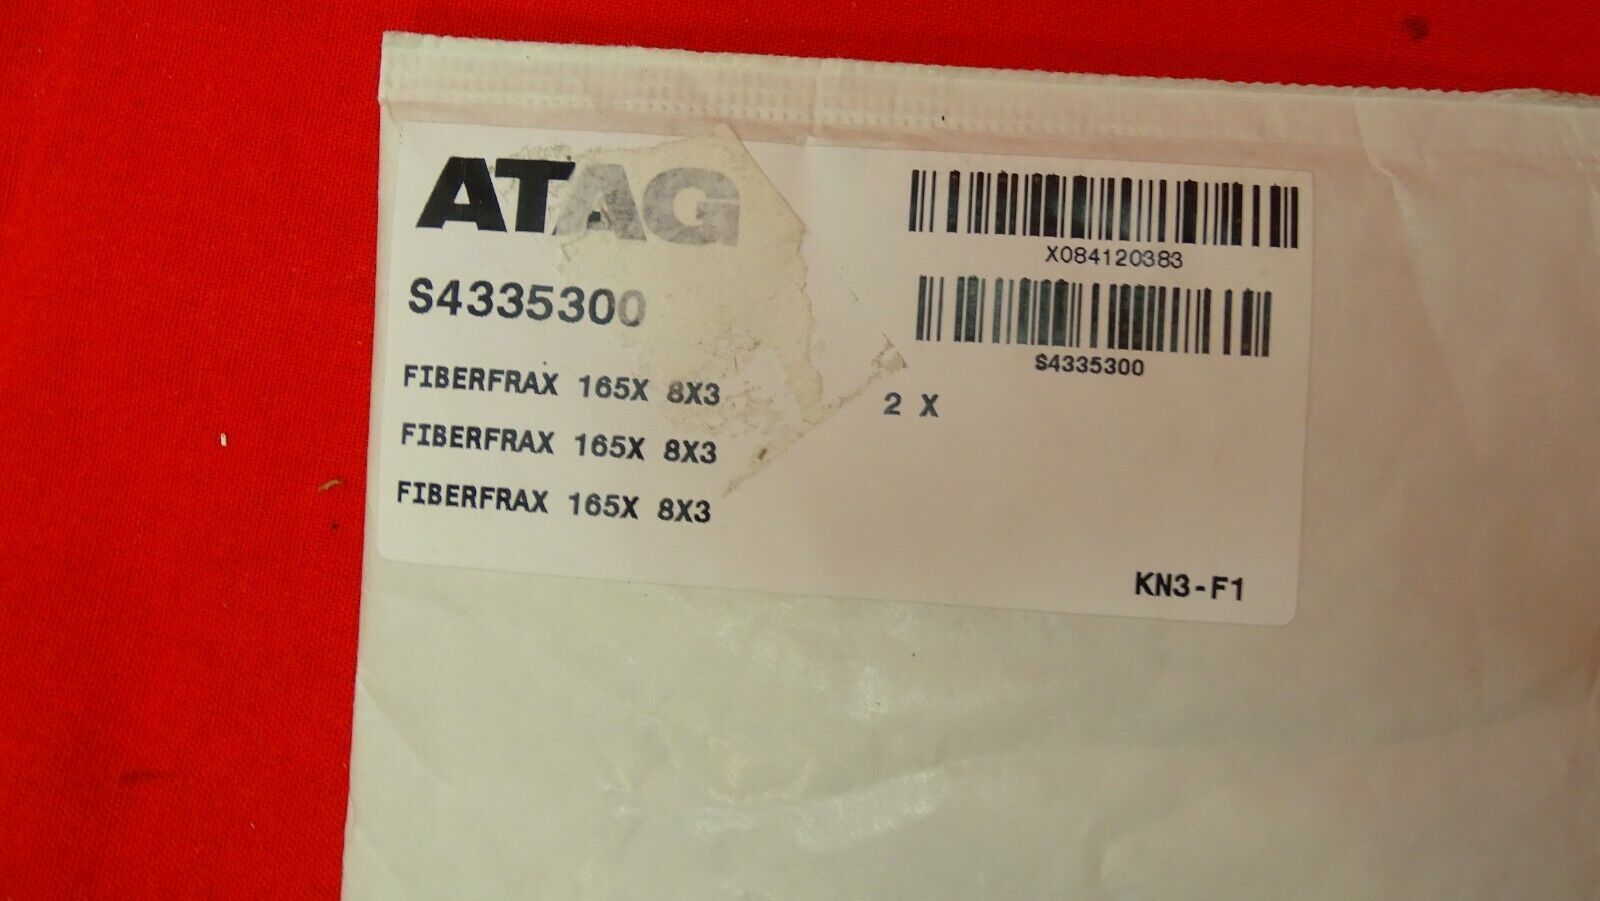 ATAG
X084120383
S4335300
S4335300
FIBERFRAX 165X 8X3
2 X
FIBERFRAX 165X 8X3
FIBERFRAX 165X 8X3
KN3-F1